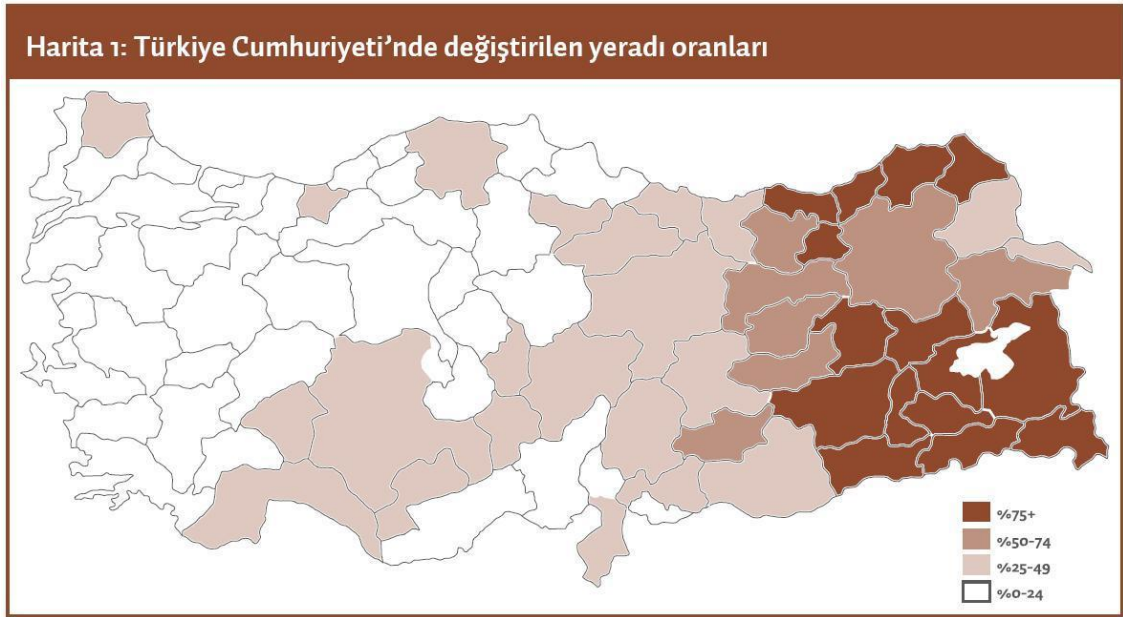 Harita 1: Türkiye Cumhuriyeti’nde değiştirilen yeradı oranları
%75+
%50-74
%25-49
%0-24